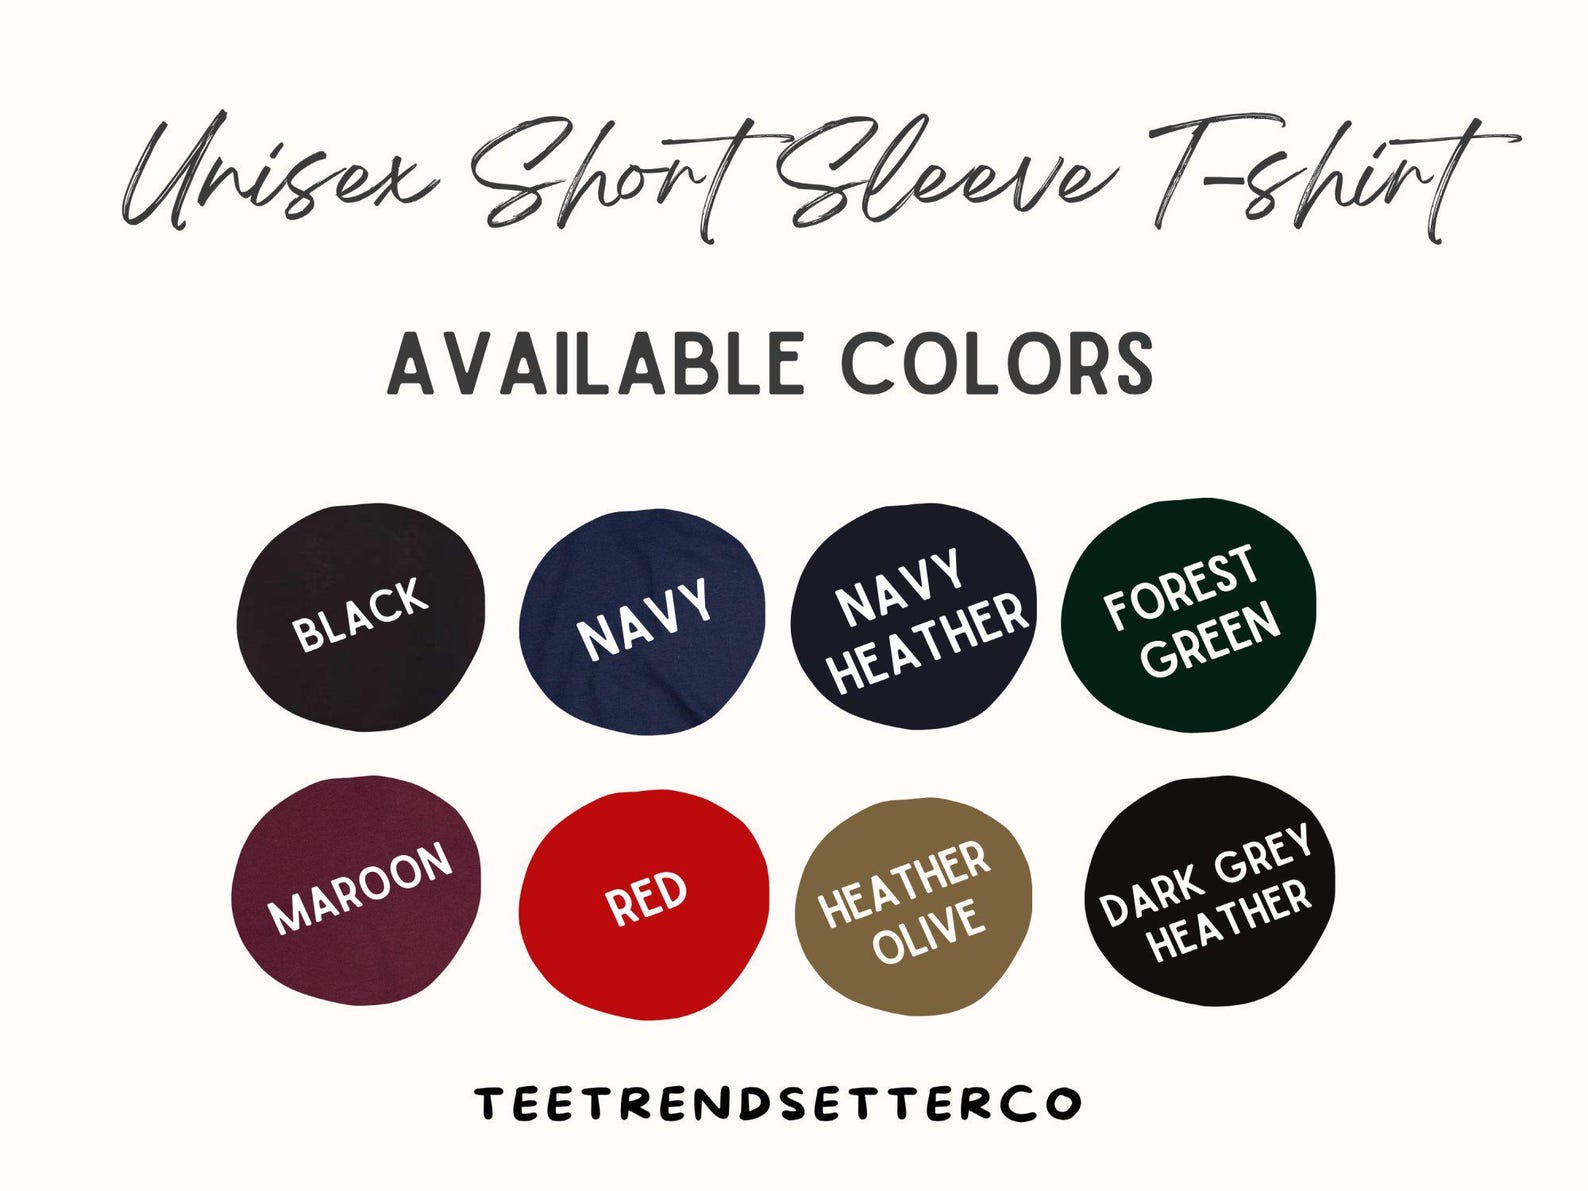 Unisex Short Sleeve T-shirt
AVAILABLE COLORS
BLACK
NAVY
NAVY
HEATHER
FOREST
GREEN
MAROON
RED
HEATHER
OLIVE
DARK GREY
HEATHER
TEETRENDSETTERCO